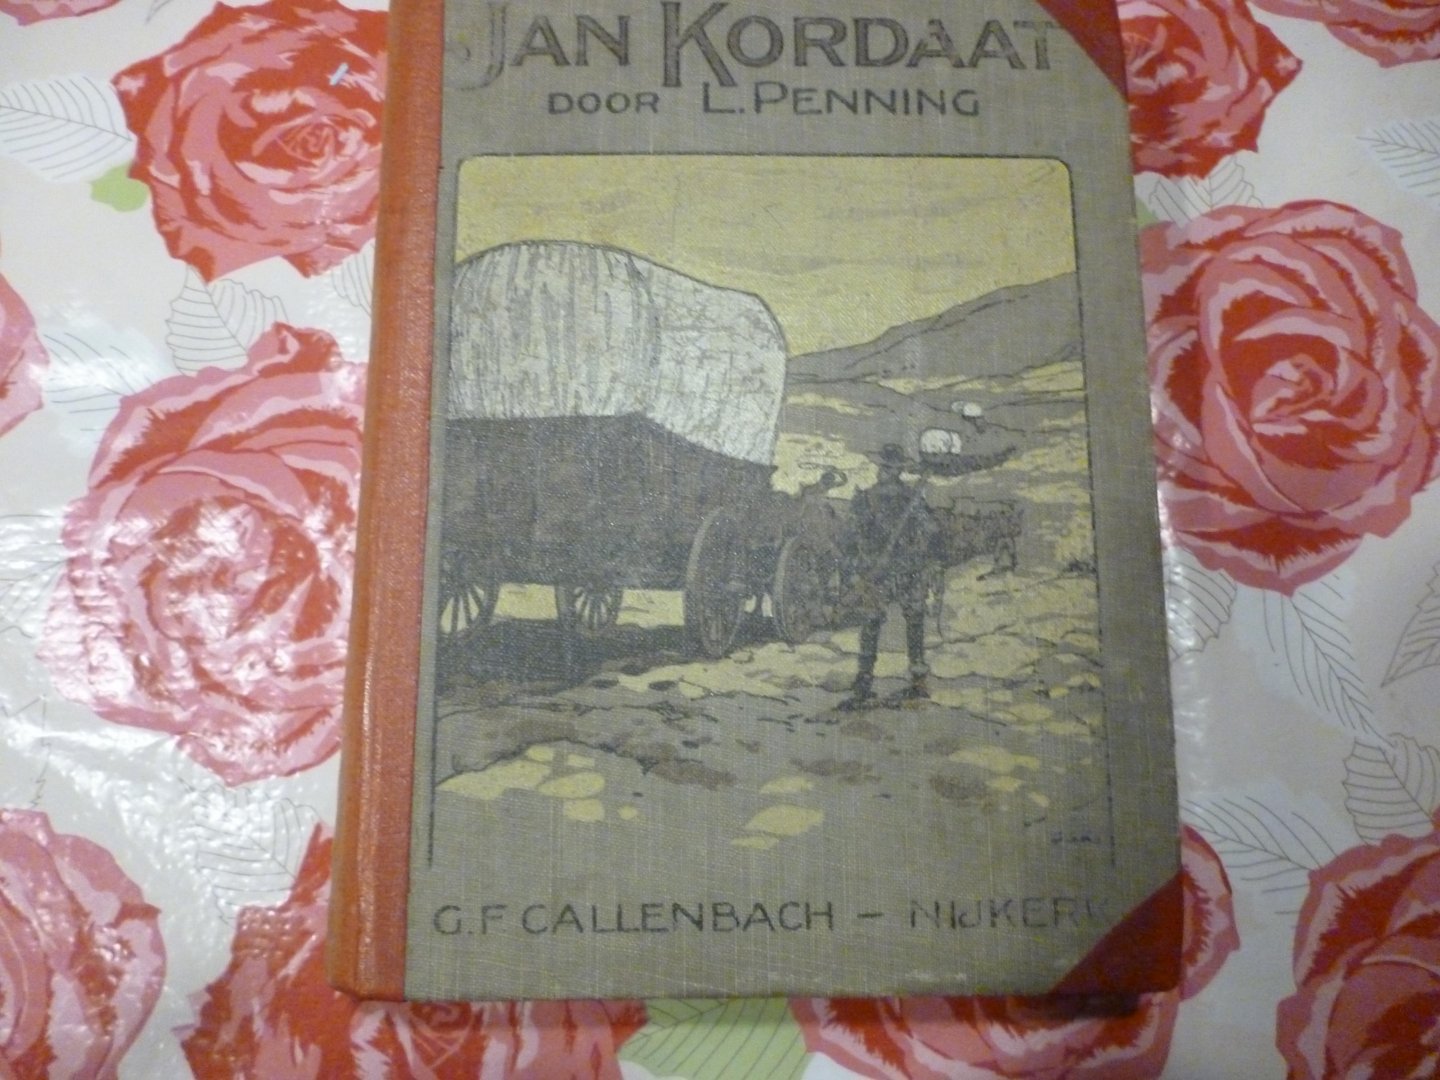 JAN KORDAAT
DOOR L. PENNING
G.F. CALLENBACH – NIJKERK